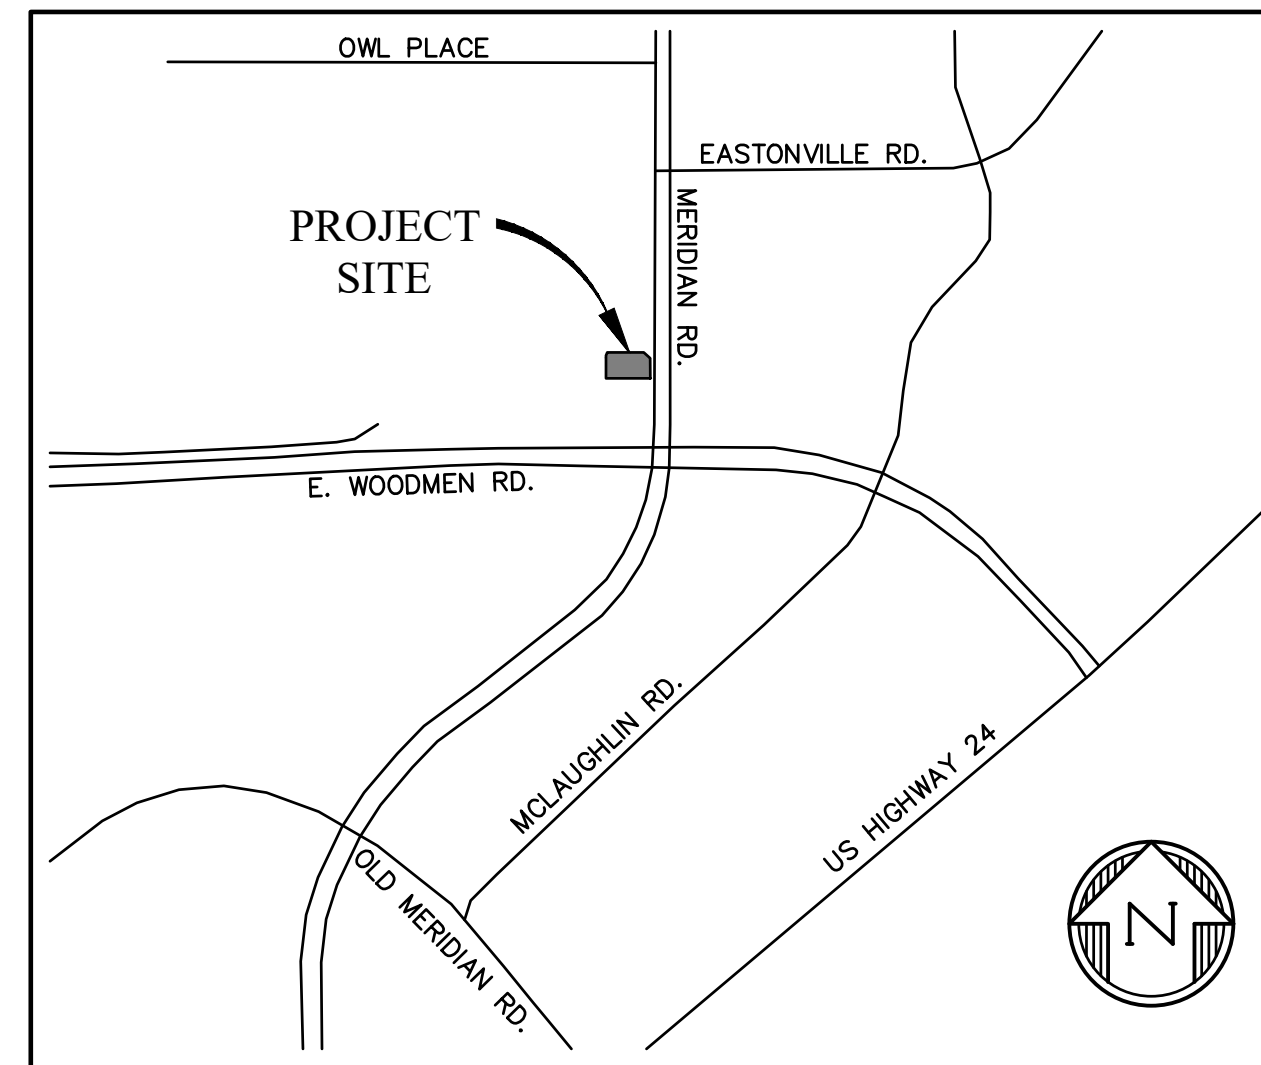 OWL PLACE
EASTONVILLE RD.
MERIDIAN RD.
PROJECT
SITE
E. WOODMEN RD.
MCLAUGHLIN RD.
US HIGHWAY 24
OLD MERIDIAN RD.
N